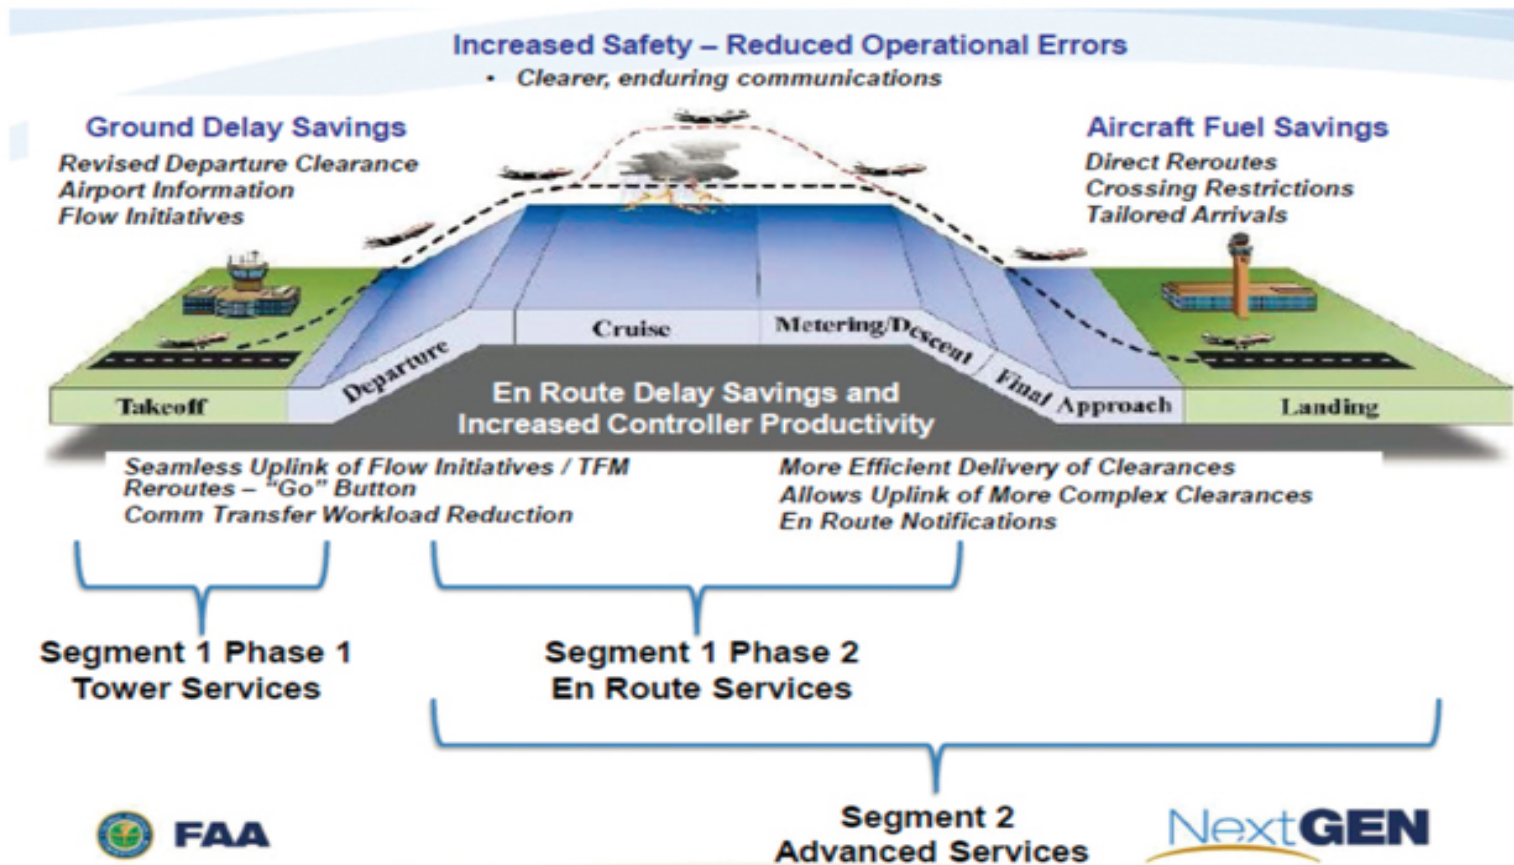 Increased Safety – Reduced Operational Errors
• Clearer, enduring communications
Ground Delay Savings
Revised Departure Clearance
Airport Information
Flow Initiatives
Aircraft Fuel Savings
Direct Reroutes
Crossing Restrictions
Tailored Arrivals
Takeoff
Departure
Cruise
Metering/Descent
Final Approach
Landing
En Route Delay Savings and
Increased Controller Productivity
Seamless Uplink of Flow Initiatives / TFM
Reroutes – “Go” Button
Comm Transfer Workload Reduction
More Efficient Delivery of Clearances
Allows Uplink of More Complex Clearances
En Route Notifications
Segment 1 Phase 1
Tower Services
Segment 1 Phase 2
En Route Services
Segment 2
Advanced Services
FAA
NextGEN